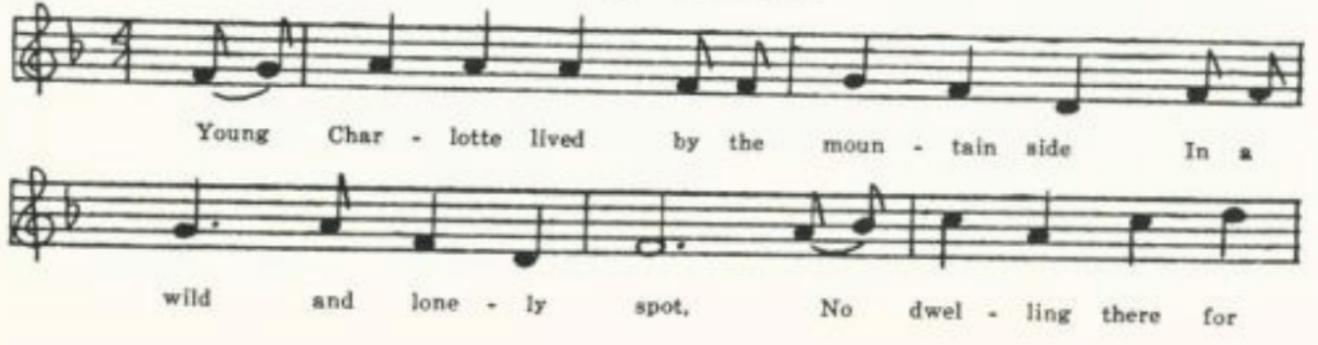 Young Char - lotte lived by the moun - tain side In a
wild and lone - ly spot, No dwel - ling there for